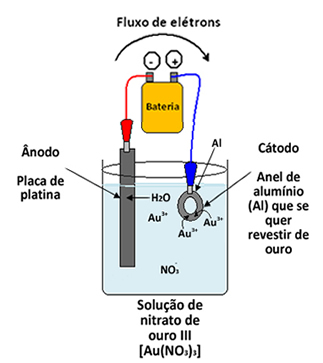 Fluxo de elétrons
- +
Bateria
Ânodo
Placa de
platina
Al
Cátodo
Anel de
alumínio
(Al) que se
quer
revestir de
ouro
H2O
Au3+
Au3+
Au3+
NO3-
Solução de
nitrato de
ouro III
[Au(NO3)3]